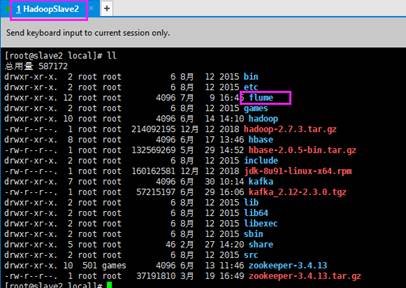 1 HadoopSlave2
Send keyboard input to current session only.
[root@slave2 local]# ll
总用量 587172
drwxr-xr-x. 2 root root 6 8月 12 2015 bin
drwxr-xr-x. 2 root root 6 8月 12 2015 etc
drwxr-xr-x. 12 root root 4096 7月 9 16:45 flume
drwxr-xr-x. 2 root root 6 8月 12 2015 games
drwxr-xr-x. 10 root root 4096 6月 14 14:10 hadoop
-rw-r--r--. 1 root root 214092195 12月 12 2018 hadoop-2.7.3.tar.gz
drwxr-xr-x. 8 root root 4096 6月 17 13:46 hbase
-rw-r--r--. 1 root root 132569269 5月 29 14:52 hbase-2.0.5-bin.tar.gz
drwxr-xr-x. 2 root root 6 8月 12 2015 include
-rw-r--r--. 1 root root 160162581 12月 12 2018 jdk-8u91-linux-x64.rpm
drwxr-xr-x. 7 root root 4096 6月 30 10:14 kafka
-rw-r--r--. 1 root root 57215197 6月 29 16:06 kafka_2.12-2.3.0.tgz
drwxr-xr-x. 2 root root 6 8月 12 2015 lib
drwxr-xr-x. 2 root root 6 8月 12 2015 lib64
drwxr-xr-x. 2 root root 6 8月 12 2015 libexec
drwxr-xr-x. 2 root root 6 8月 12 2015 sbin
drwxr-xr-x. 5 root root 46 2月 27 14:20 share
drwxr-xr-x. 2 root root 6 8月 12 2015 src
drwxr-xr-x. 10 501 games 4096 6月 13 11:46 zookeeper-3.4.13
-rw-r--r--. 1 root root 37191810 3月 19 16:49 zookeeper-3.4.13.tar.gz
[root@slave2 local]#